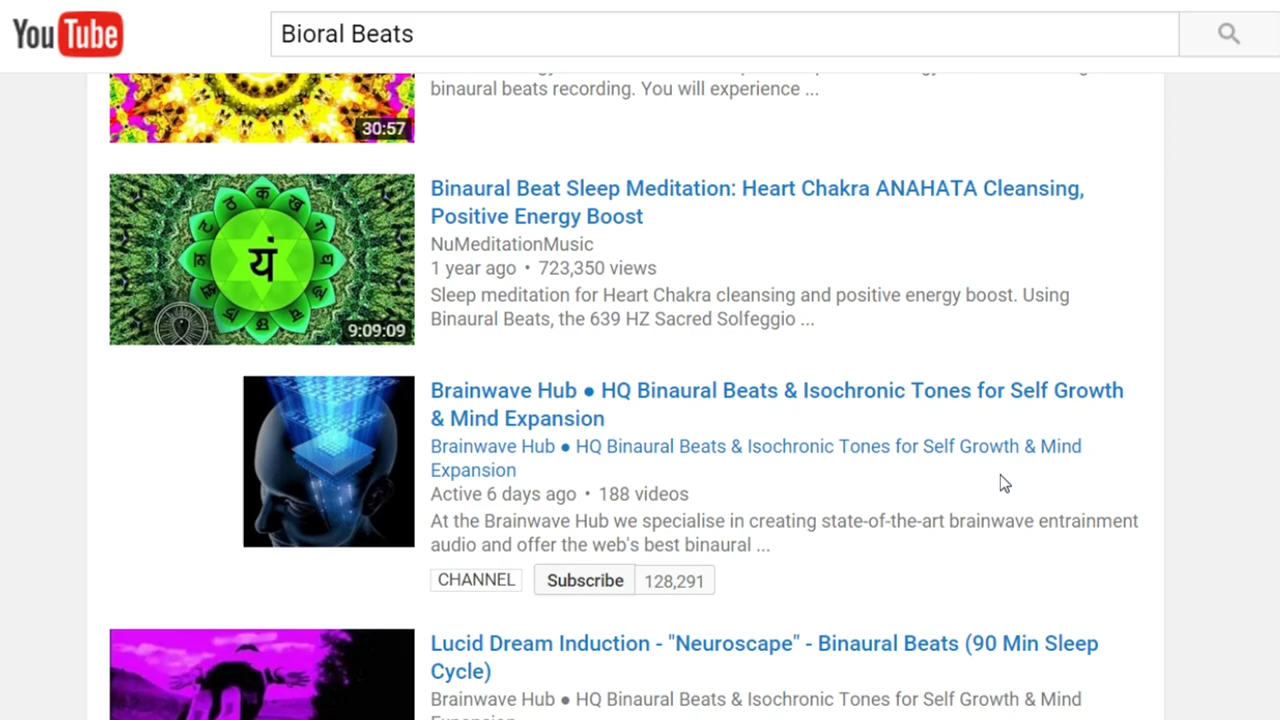 YouTube
Bioral Beats
binaural beats recording. You will experience ...
30:57
Binaural Beat Sleep Meditation: Heart Chakra ANAHATA Cleansing,
Positive Energy Boost
NuMeditationMusic
1 year ago • 723,350 views
Sleep meditation for Heart Chakra cleansing and positive energy boost. Using
Binaural Beats, the 639 HZ Sacred Solfeggio ...
यं
9:09:09
Brainwave Hub ● HQ Binaural Beats & Isochronic Tones for Self Growth
& Mind Expansion
Brainwave Hub ● HQ Binaural Beats & Isochronic Tones for Self Growth & Mind
Expansion
Active 6 days ago • 188 videos
At the Brainwave Hub we specialise in creating state-of-the-art brainwave entrainment
audio and offer the web's best binaural ...
CHANNEL
Subscribe 128,291
Lucid Dream Induction - "Neuroscape" - Binaural Beats (90 Min Sleep
Cycle)
Brainwave Hub ● HQ Binaural Beats & Isochronic Tones for Self Growth & Mind